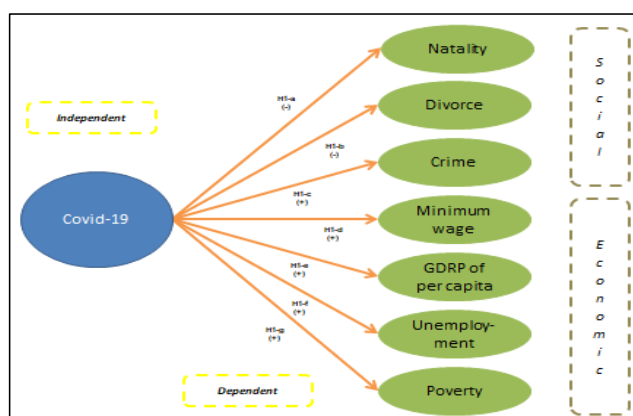 Natality
Divorce
Crime
Minimum
wage
GDRP of
per capita
Unemploy-
ment
Poverty
Covid-19
Independent
Dependent
H1-a
(-)
H1-b
(-)
H1-c
(+)
H1-d
(+)
H1-e
(+)
H1-f
(+)
H1-g
(+)
S
o
c
i
a
l
E
c
o
n
o
m
i
c